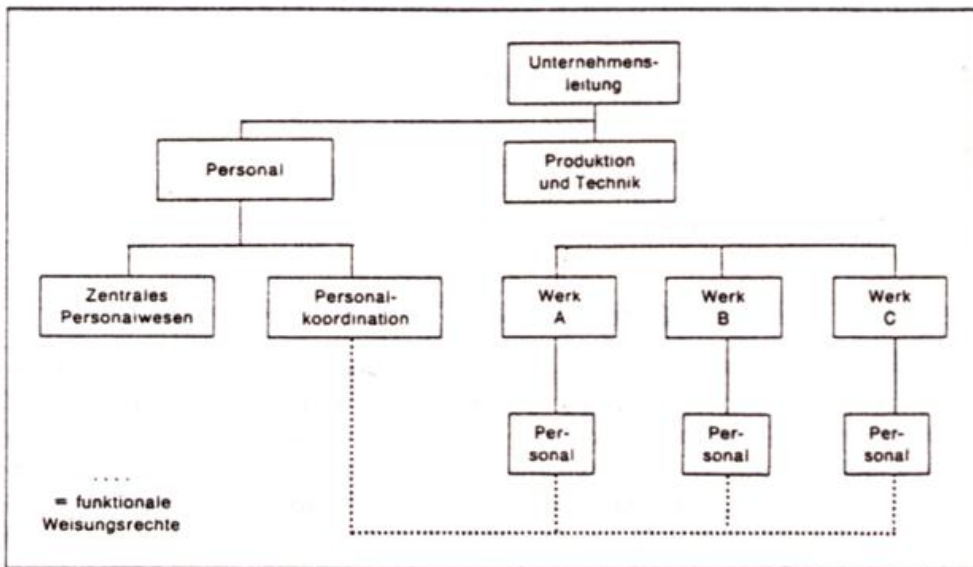 Unternehmens-
leitung
Personal
Produktion
und Technik
Zentrales
Personalwesen
Personal-
koordination
Werk
A
Werk
B
Werk
C
Per-
sonal
Per-
sonal
Per-
sonal
....
= funktionale
Weisungsrechte